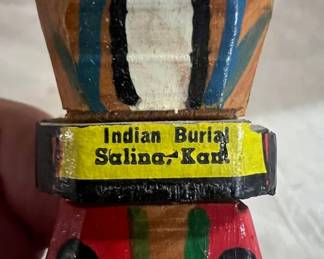 Indian Burial
Salina, Kan.